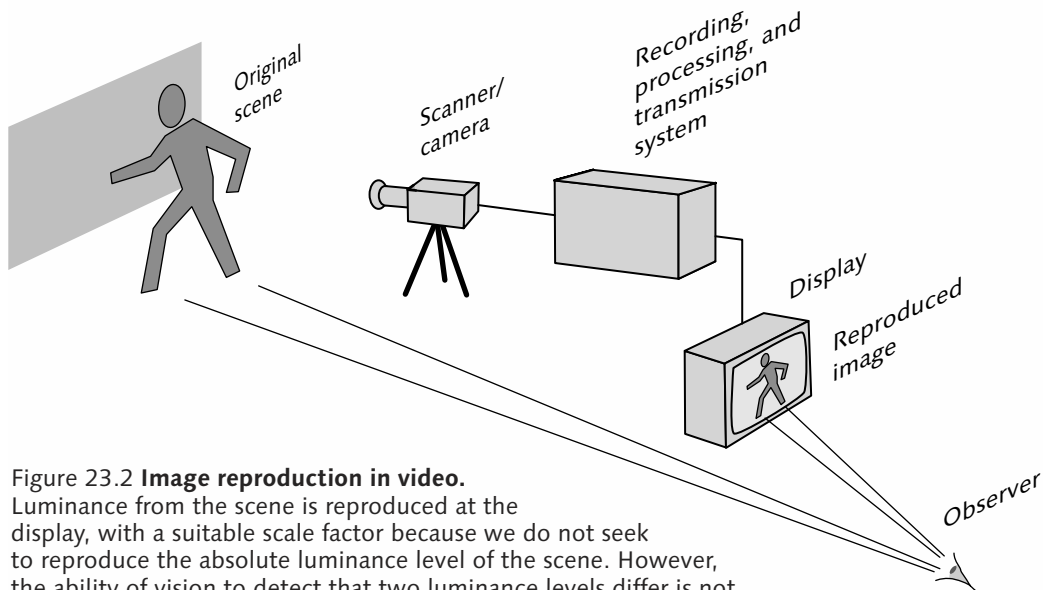 Original
scene
Scanner/
camera
Recording,
processing, and
transmission
system
Display
Reproduced
image
Observer
Figure 23.2 Image reproduction in video.
Luminance from the scene is reproduced at the
display, with a suitable scale factor because we do not seek
to reproduce the absolute luminance level of the scene. However,
the ability of vision to detect that two luminance levels differ is not